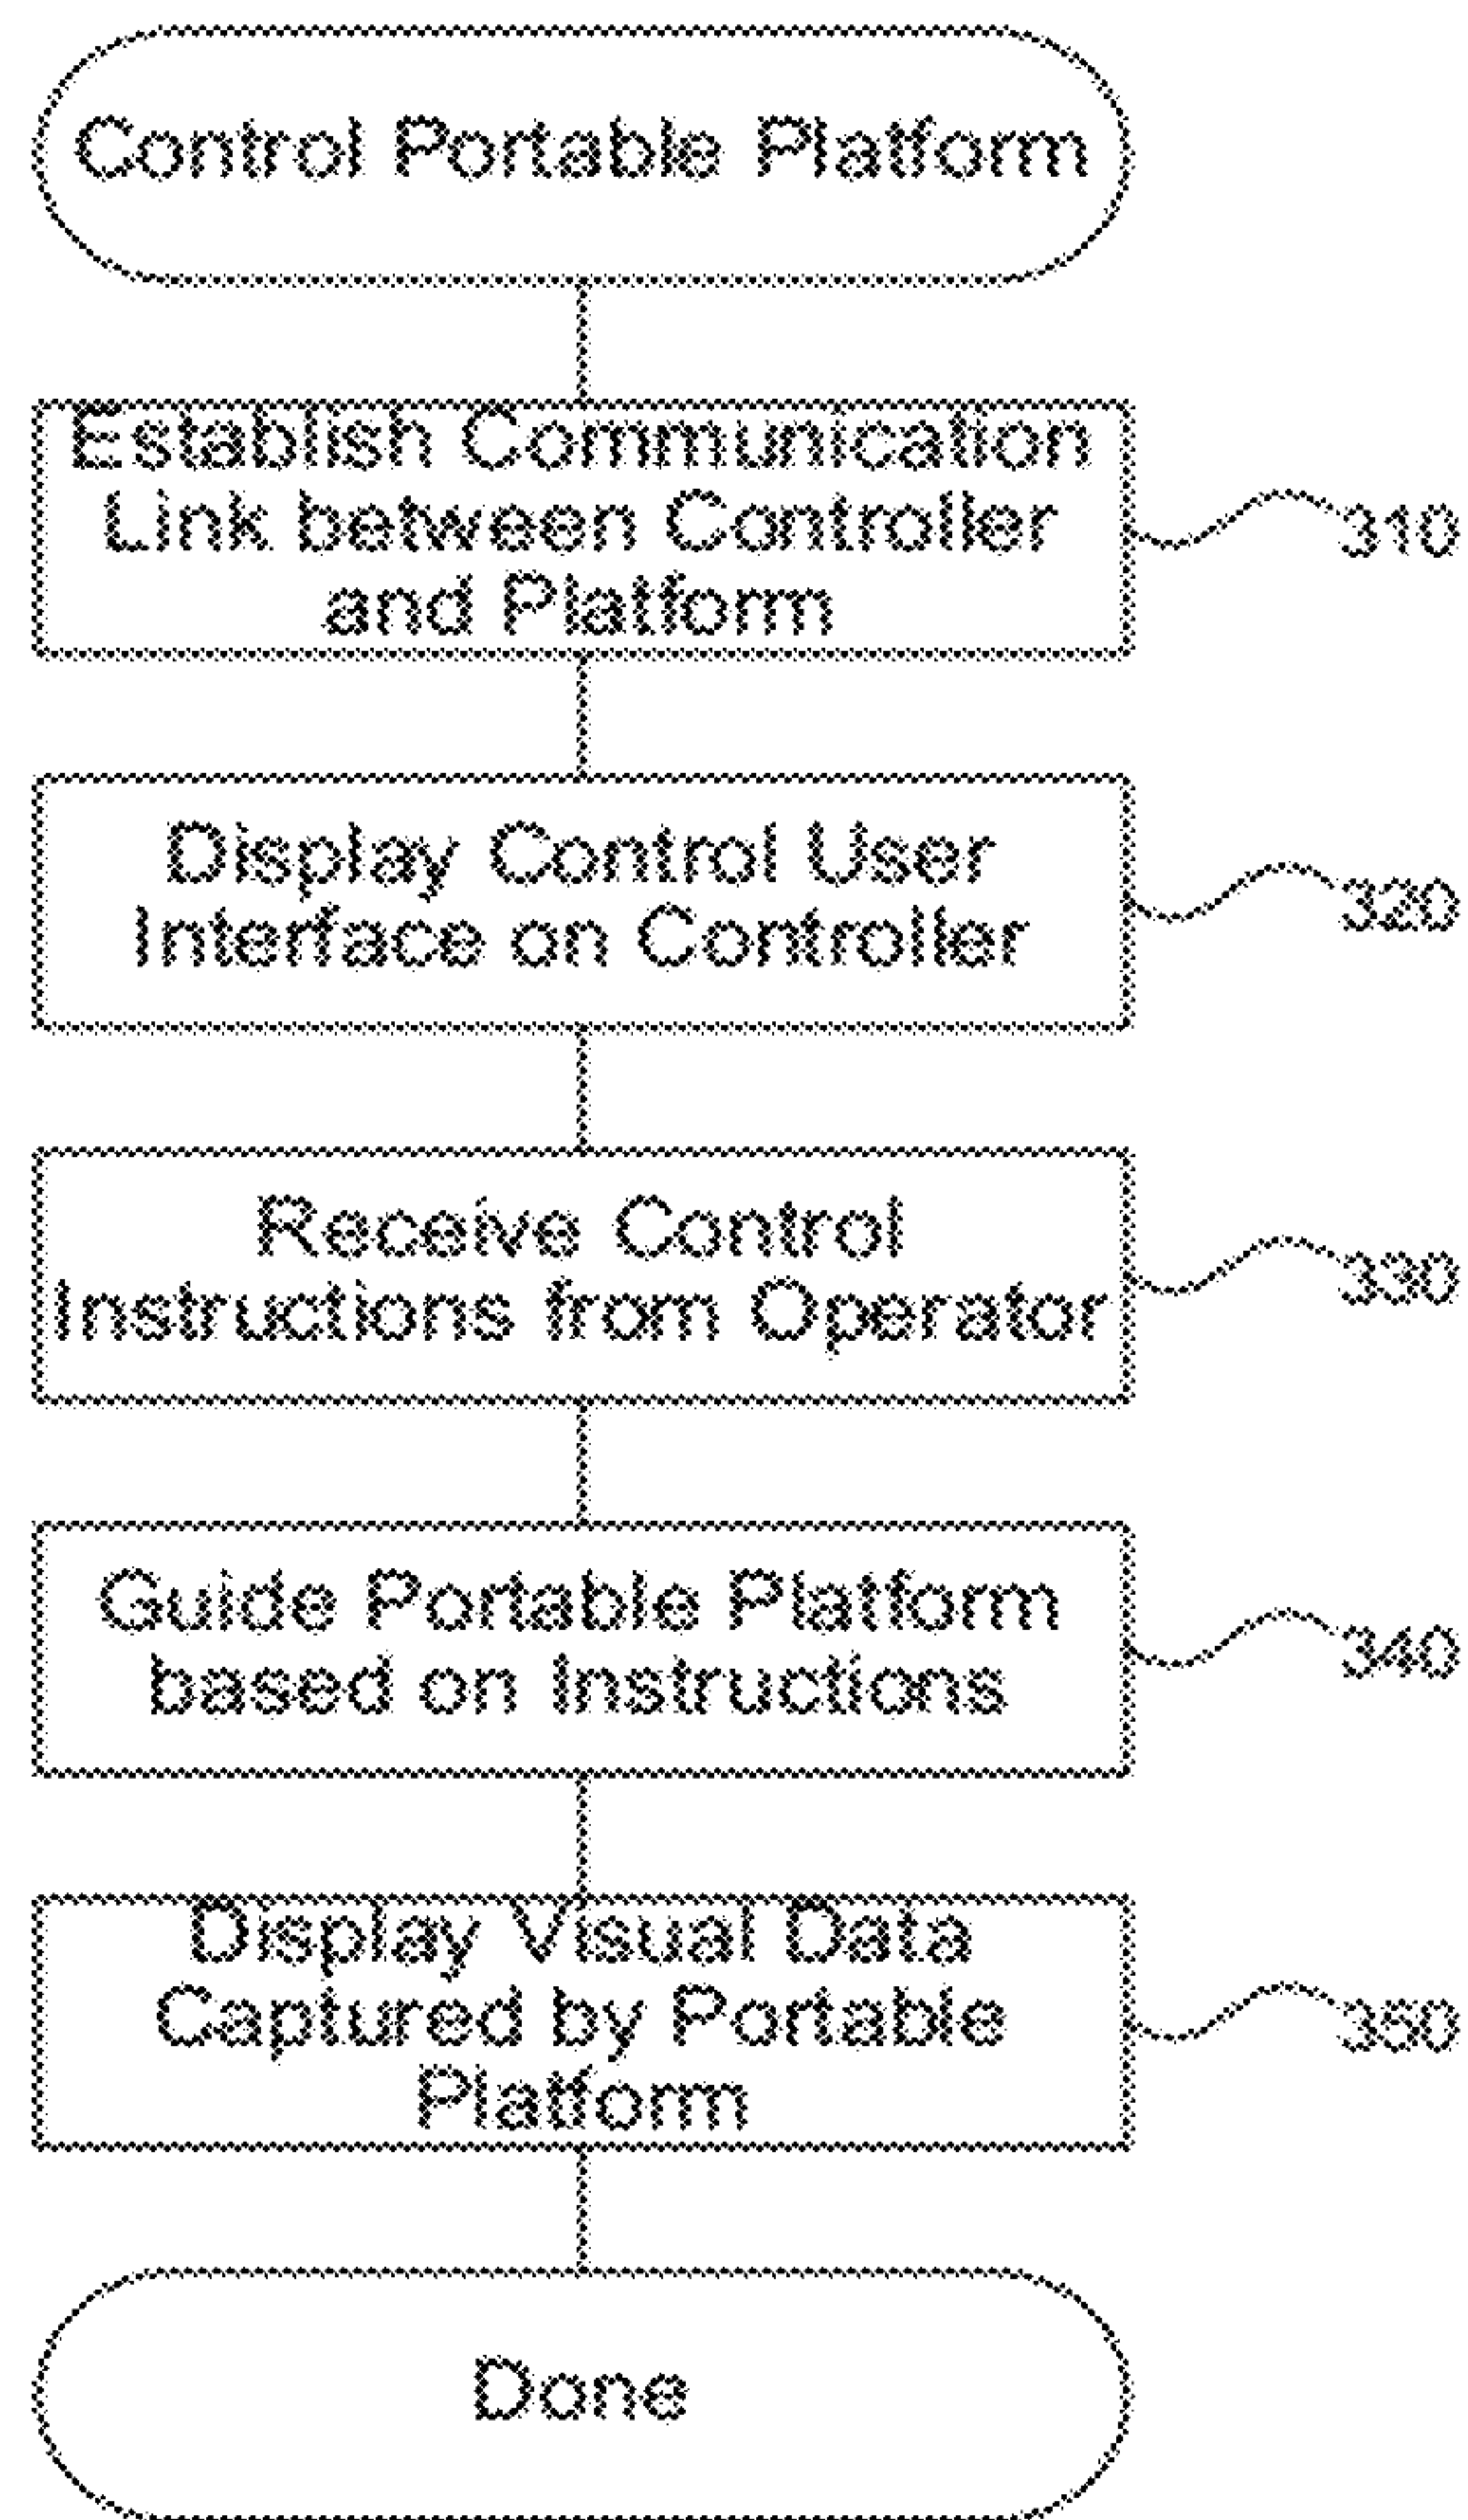 Control Portable Platform
Establish Communication
Link between Controller
and Platform
310
Display Control User
Interface on Controller
320
Receive Control
Instructions from Operator
330
Guide Portable Platform
based on Instructions
340
Display Visual Data
Captured by Portable
Platform
350
Done